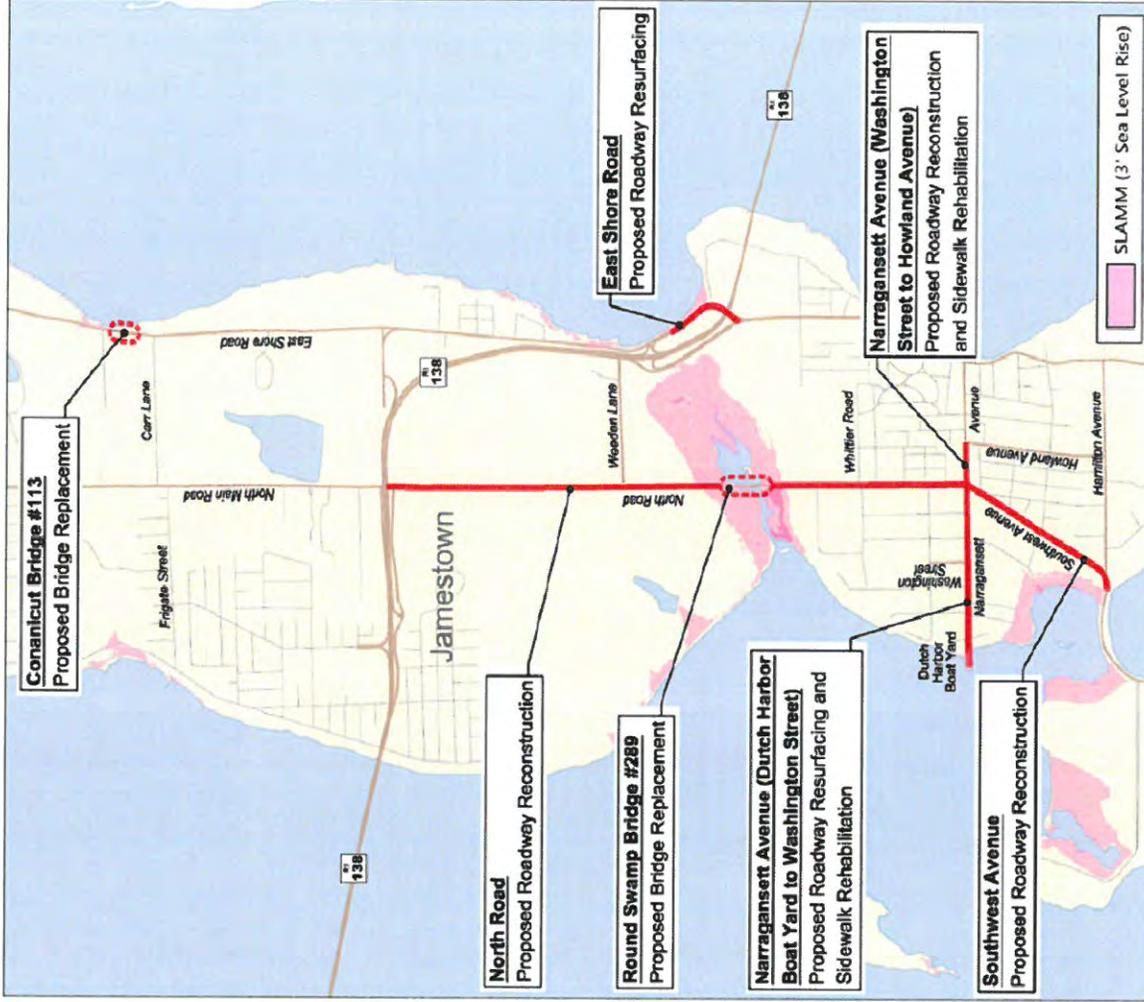 Conanicut Bridge #113
Proposed Bridge Replacement
Carr Lane
East Shore Road
North Main Road
Frigate Street
RI
138
RI
138
Jamestown
East Shore Road
Proposed Roadway Resurfacing
RI
138
North Road
Proposed Roadway Reconstruction
Weeden Lane
North Road
Round Swamp Bridge #289
Proposed Bridge Replacement
Whittier Road
Narragansett Avenue (Washington
Street to Howland Avenue)
Proposed Roadway Reconstruction
and Sidewalk Rehabilitation
Narragansett Avenue (Dutch Harbor
Boat Yard to Washington Street)
Proposed Roadway Resurfacing and
Sidewalk Rehabilitation
Washington
Street
Narragansett
Avenue
Dutch
Harbor
Boat Yard
Howland Avenue
Southwest Avenue
Hamilton Avenue
Southwest Avenue
Proposed Roadway Reconstruction
SLAMM (3' Sea Level Rise)